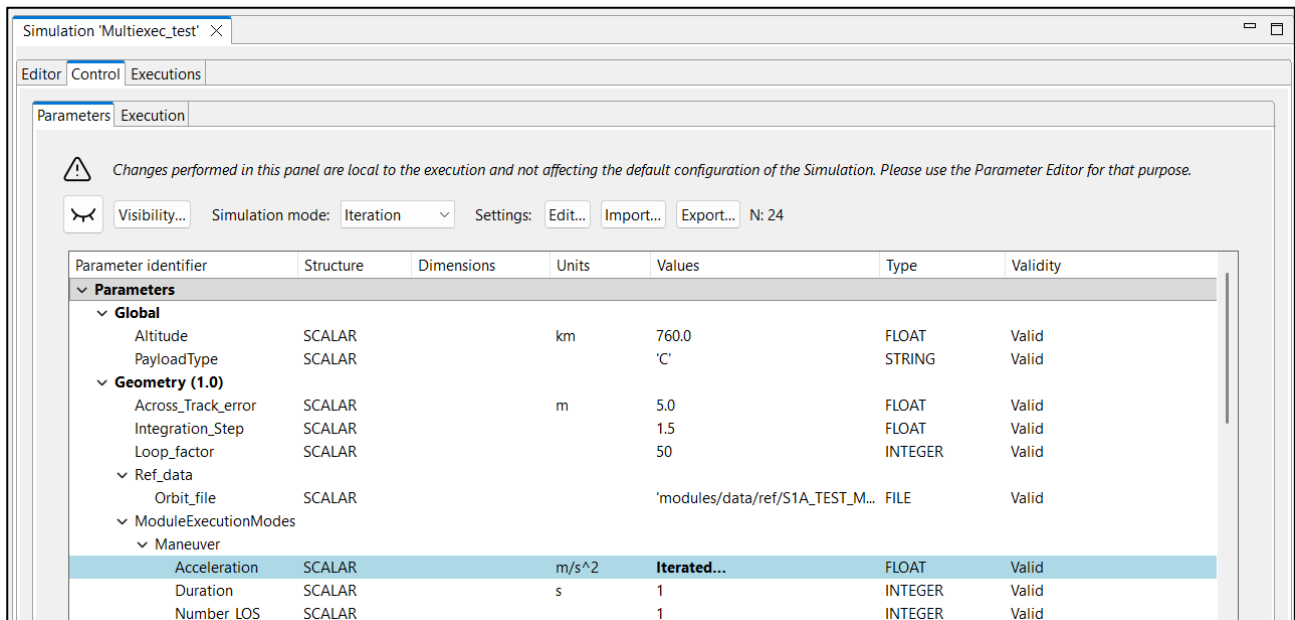 Simulation 'Multiexec_test'
Editor Control Executions
Parameters Execution
Changes performed in this panel are local to the execution and not affecting the default configuration of the Simulation. Please use the Parameter Editor for that purpose.
Visibility... Simulation mode: Iteration Settings: Edit... Import... Export... N: 24
Parameter identifier Structure Dimensions Units Values Type Validity
Parameters
Global
Altitude SCALAR km 760.0 FLOAT Valid
PayloadType SCALAR 'C' STRING Valid
Geometry (1.0)
Across_Track_error SCALAR m 5.0 FLOAT Valid
Integration_Step SCALAR 1.5 FLOAT Valid
Loop_factor SCALAR 50 INTEGER Valid
Ref_data
Orbit_file SCALAR 'modules/data/ref/S1A_TEST_M... FILE Valid
ModuleExecutionModes
Maneuver
Acceleration SCALAR m/s^2 Iterated... FLOAT Valid
Duration SCALAR s 1 INTEGER Valid
Number_LOS SCALAR 1 INTEGER Valid